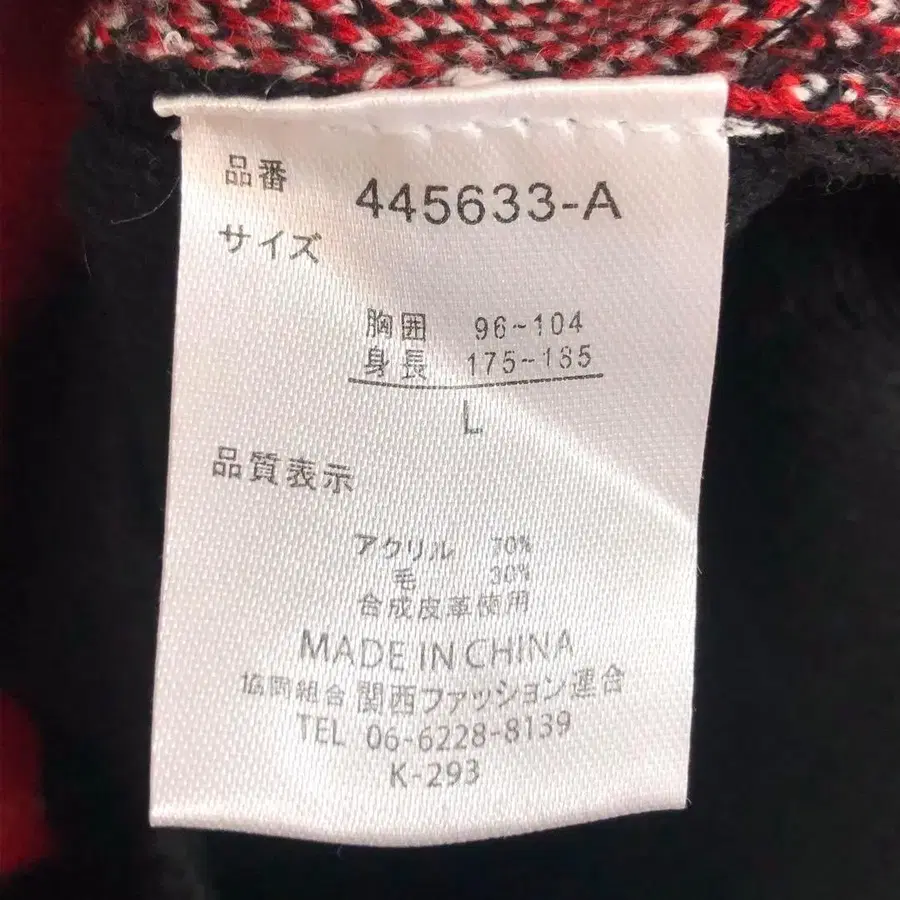 品番 445633-A
サイズ
胸囲 96~104
身長 175~185
L
品質表示
アクリル 70%
毛 30%
合成皮革使用
MADE IN CHINA
協同組合 関西ファッション連合
TEL 06-6228-8139
K-293